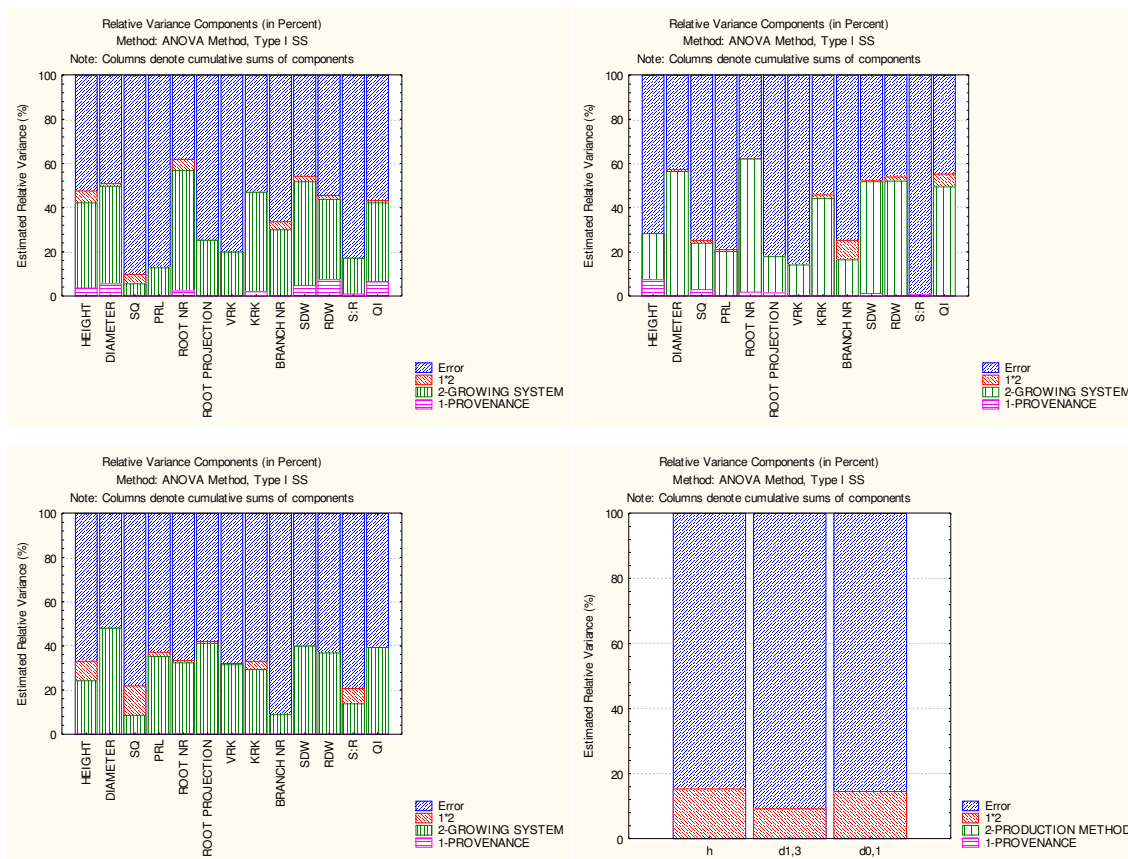 Relative Variance Components (in Percent)
Method: ANOVA Method, Type I SS
Note: Columns denote cumulative sums of components
Estimated Relative Variance (%)
100
80
60
40
20
0
HEIGHT
DIAMETER
SQ
PRL
ROOT NR
ROOT PROJECTION
VRK
KRK
BRANCH NR
SDW
RDW
S:R
QI
Error
1*2
2-GROWING SYSTEM
1-PROVENANCE
Relative Variance Components (in Percent)
Method: ANOVA Method, Type I SS
Note: Columns denote cumulative sums of components
Estimated Relative Variance (%)
100
80
60
40
20
0
HEIGHT
DIAMETER
SQ
PRL
ROOT NR
ROOT PROJECTION
VRK
KRK
BRANCH NR
SDW
RDW
S:R
QI
Error
1*2
2-GROWING SYSTEM
1-PROVENANCE
Relative Variance Components (in Percent)
Method: ANOVA Method, Type I SS
Note: Columns denote cumulative sums of components
Estimated Relative Variance (%)
100
80
60
40
20
0
HEIGHT
DIAMETER
SQ
PRL
ROOT NR
ROOT PROJECTION
VRK
KRK
BRANCH NR
SDW
RDW
S:R
QI
Error
1*2
2-GROWING SYSTEM
1-PROVENANCE
Relative Variance Components (in Percent)
Method: ANOVA Method, Type I SS
Note: Columns denote cumulative sums of components
Estimated Relative Variance (%)
100
80
60
40
20
0
h d1,3 d0,1
Error
1*2
2-PRODUCTION METHOD
1-PROVENANCE